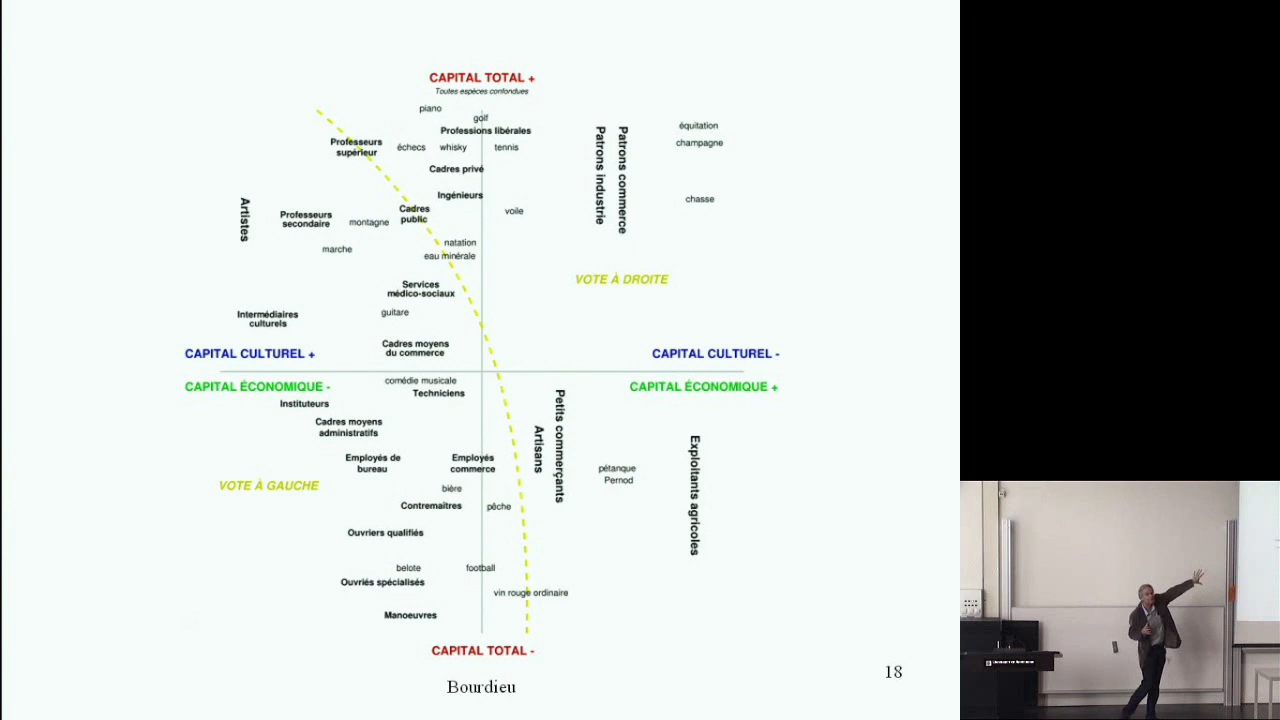 CAPITAL TOTAL +
Toutes espèces confondues
piano
golf
Professions libérales
Professeurs
supérieur
échecs
whisky
tennis
Cadres privé
Ingénieurs
Patrons industrie
Patrons commerce
équitation
champagne
chasse
Artistes
Professeurs
secondaire
montagne
Cadres
public
voile
marche
natation
eau minérale
VOTE À DROITE
Services
médico-sociaux
guitare
Intermédiaires
culturels
Cadres moyens
du commerce
CAPITAL CULTUREL +
CAPITAL CULTUREL -
CAPITAL ÉCONOMIQUE -
CAPITAL ÉCONOMIQUE +
comédie musicale
Techniciens
Instituteurs
Cadres moyens
administratifs
Employés de
bureau
Employés
commerce
Artisans
Petits commerçants
pétanque
Pernod
Exploitants agricoles
VOTE À GAUCHE
bière
Contremaîtres
pêche
Ouvriers qualifiés
belote
football
Ouvriés spécialisés
vin rouge ordinaire
Manoeuvres
CAPITAL TOTAL -
Bourdieu
18